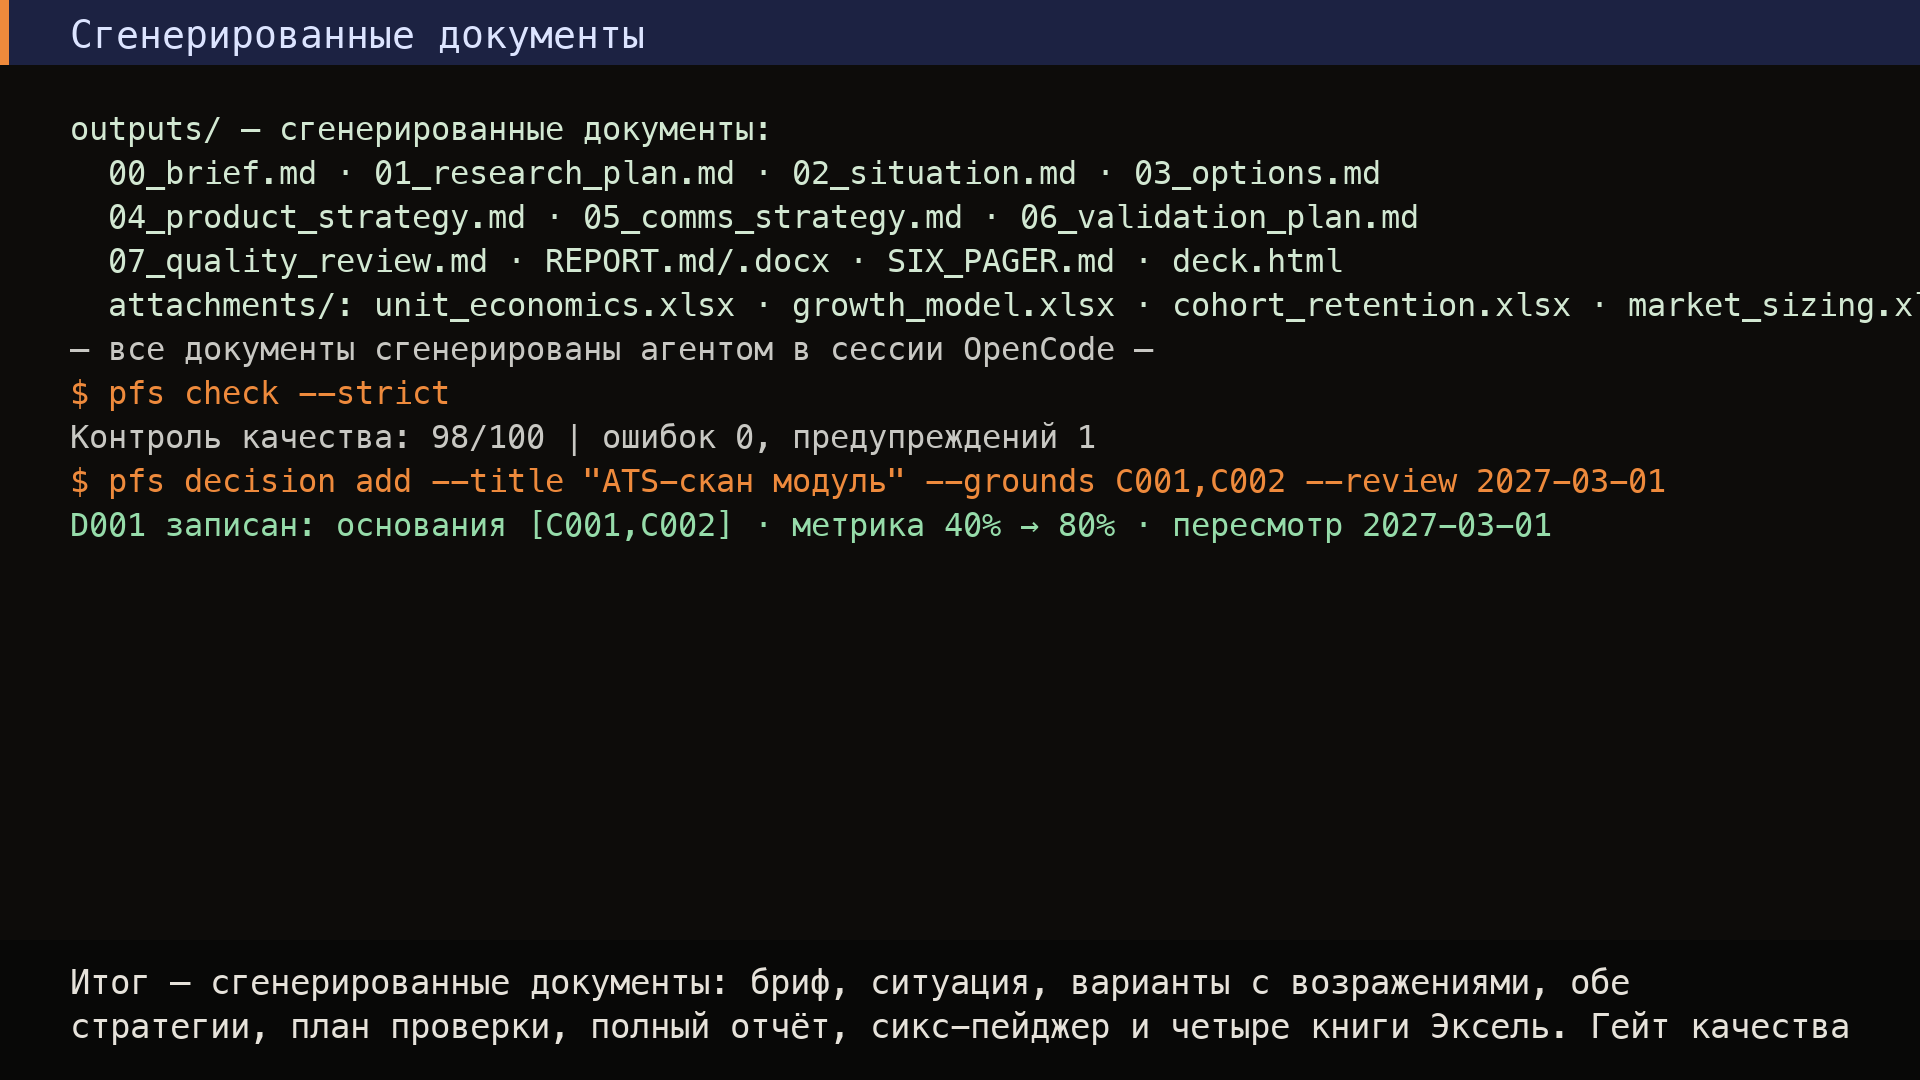 Сгенерированные документы
outputs/ — сгенерированные документы:
00_brief.md · 01_research_plan.md · 02_situation.md · 03_options.md
04_product_strategy.md · 05_comms_strategy.md · 06_validation_plan.md
07_quality_review.md · REPORT.md/.docx · SIX_PAGER.md · deck.html
attachments/: unit_economics.xlsx · growth_model.xlsx · cohort_retention.xlsx · market_sizing.xl
— все документы сгенерированы агентом в сессии OpenCode —
$ pfs check --strict
Контроль качества: 98/100 | ошибок 0, предупреждений 1
$ pfs decision add --title "ATS-скан модуль" --grounds C001,C002 --review 2027-03-01
D001 записан: основания [C001,C002] · метрика 40% → 80% · пересмотр 2027-03-01
Итог — сгенерированные документы: бриф, ситуация, варианты с возражениями, обе
стратегии, план проверки, полный отчёт, сикс-пейджер и четыре книги Эксель. Гейт качества